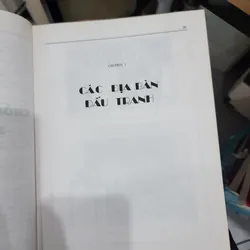 CÁC ĐỊA BÀN
ĐẤU TRANH